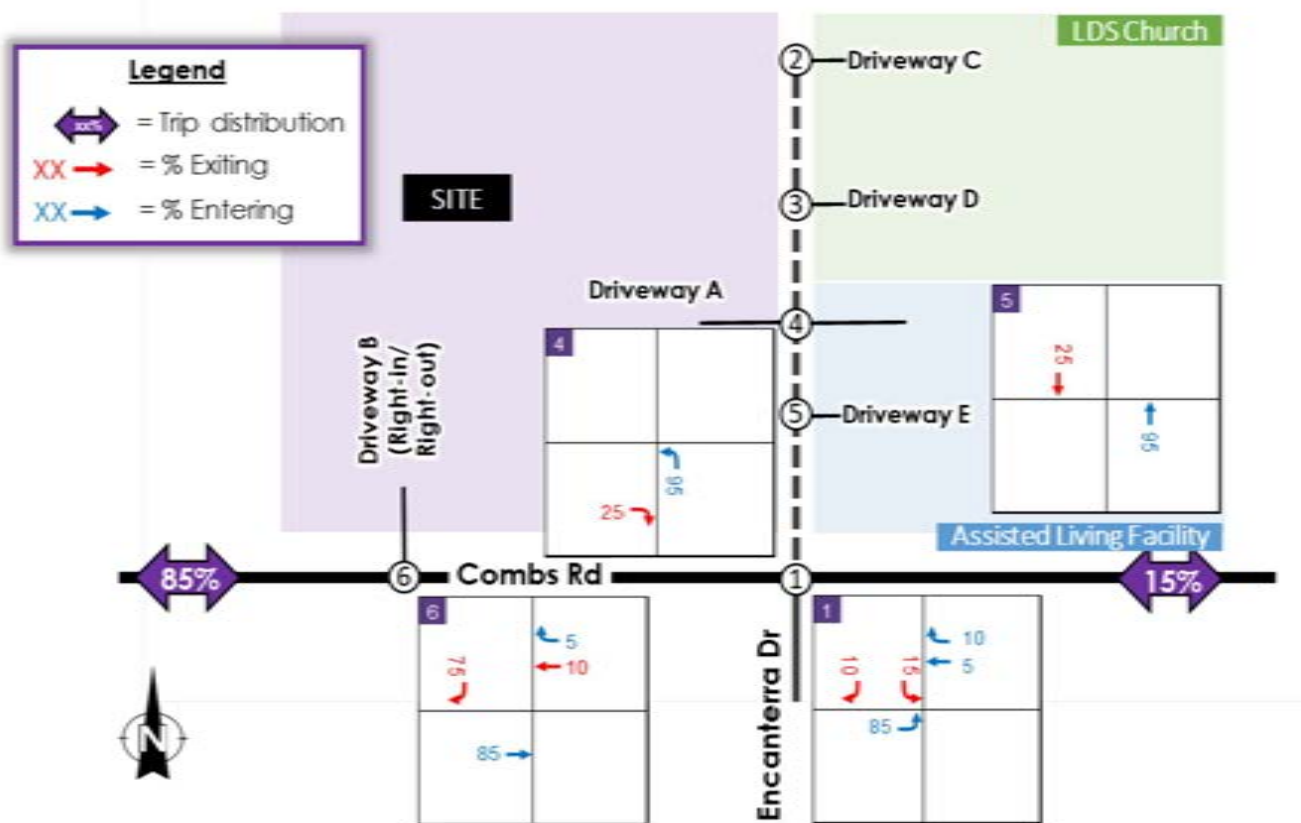 LDS Church
Legend
xx%
= Trip distribution
XX = % Exiting
XX = % Entering
SITE
2
Driveway C
3
Driveway D
Driveway A
4
5
Driveway E
Driveway B
(Right-in/
Right-out)
4
95
25
5
25
95
Assisted Living Facility
85%
6
Combs Rd
1
15%
6
5
10
75
85
Encanterra Dr
1
10
5
10
15
85
N